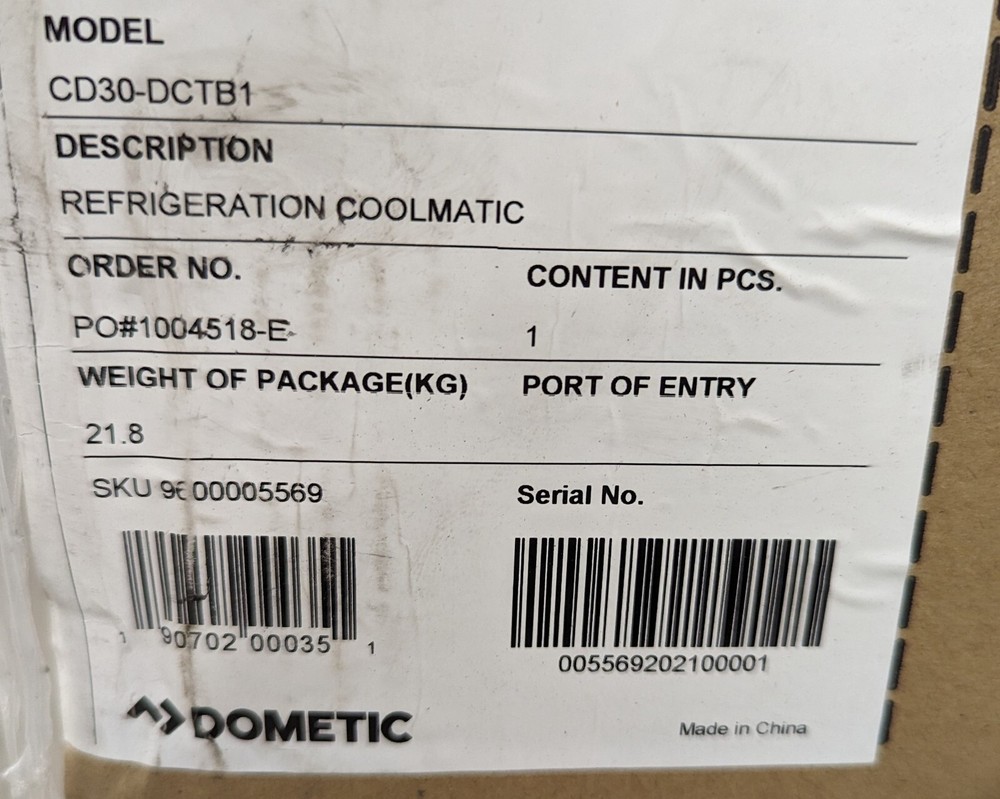 MODEL
CD30-DCTB1
DESCRIPTION
REFRIGERATION COOLMATIC
ORDER NO. CONTENT IN PCS.
PO#1004518-E 1
WEIGHT OF PACKAGE(KG) PORT OF ENTRY
21.8
SKU Serial No.
90702 00035 1
005569202100001
DOMETIC
Made in China